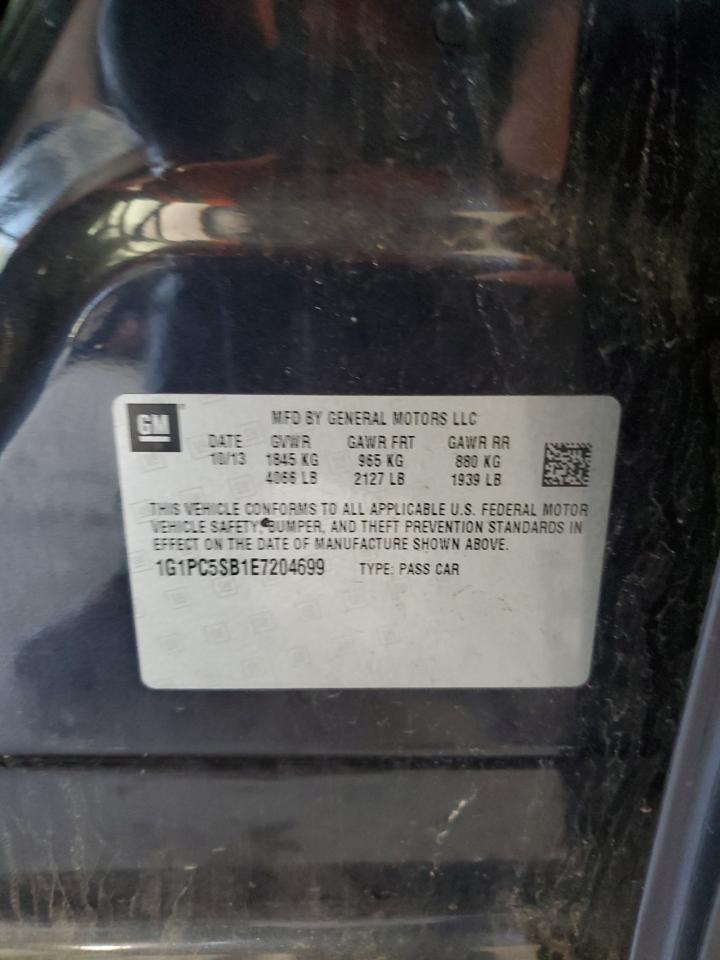 GM
MFD BY GENERAL MOTORS LLC
DATE GVWR GAWR FRT GAWR RR
10/13 1845 KG 965 KG 880 KG
4066 LB 2127 LB 1939 LB
THIS VEHICLE CONFORMS TO ALL APPLICABLE U.S. FEDERAL MOTOR
VEHICLE SAFETY, BUMPER, AND THEFT PREVENTION STANDARDS IN
EFFECT ON THE DATE OF MANUFACTURE SHOWN ABOVE.
1G1PC5SB1E7204699 TYPE: PASS CAR